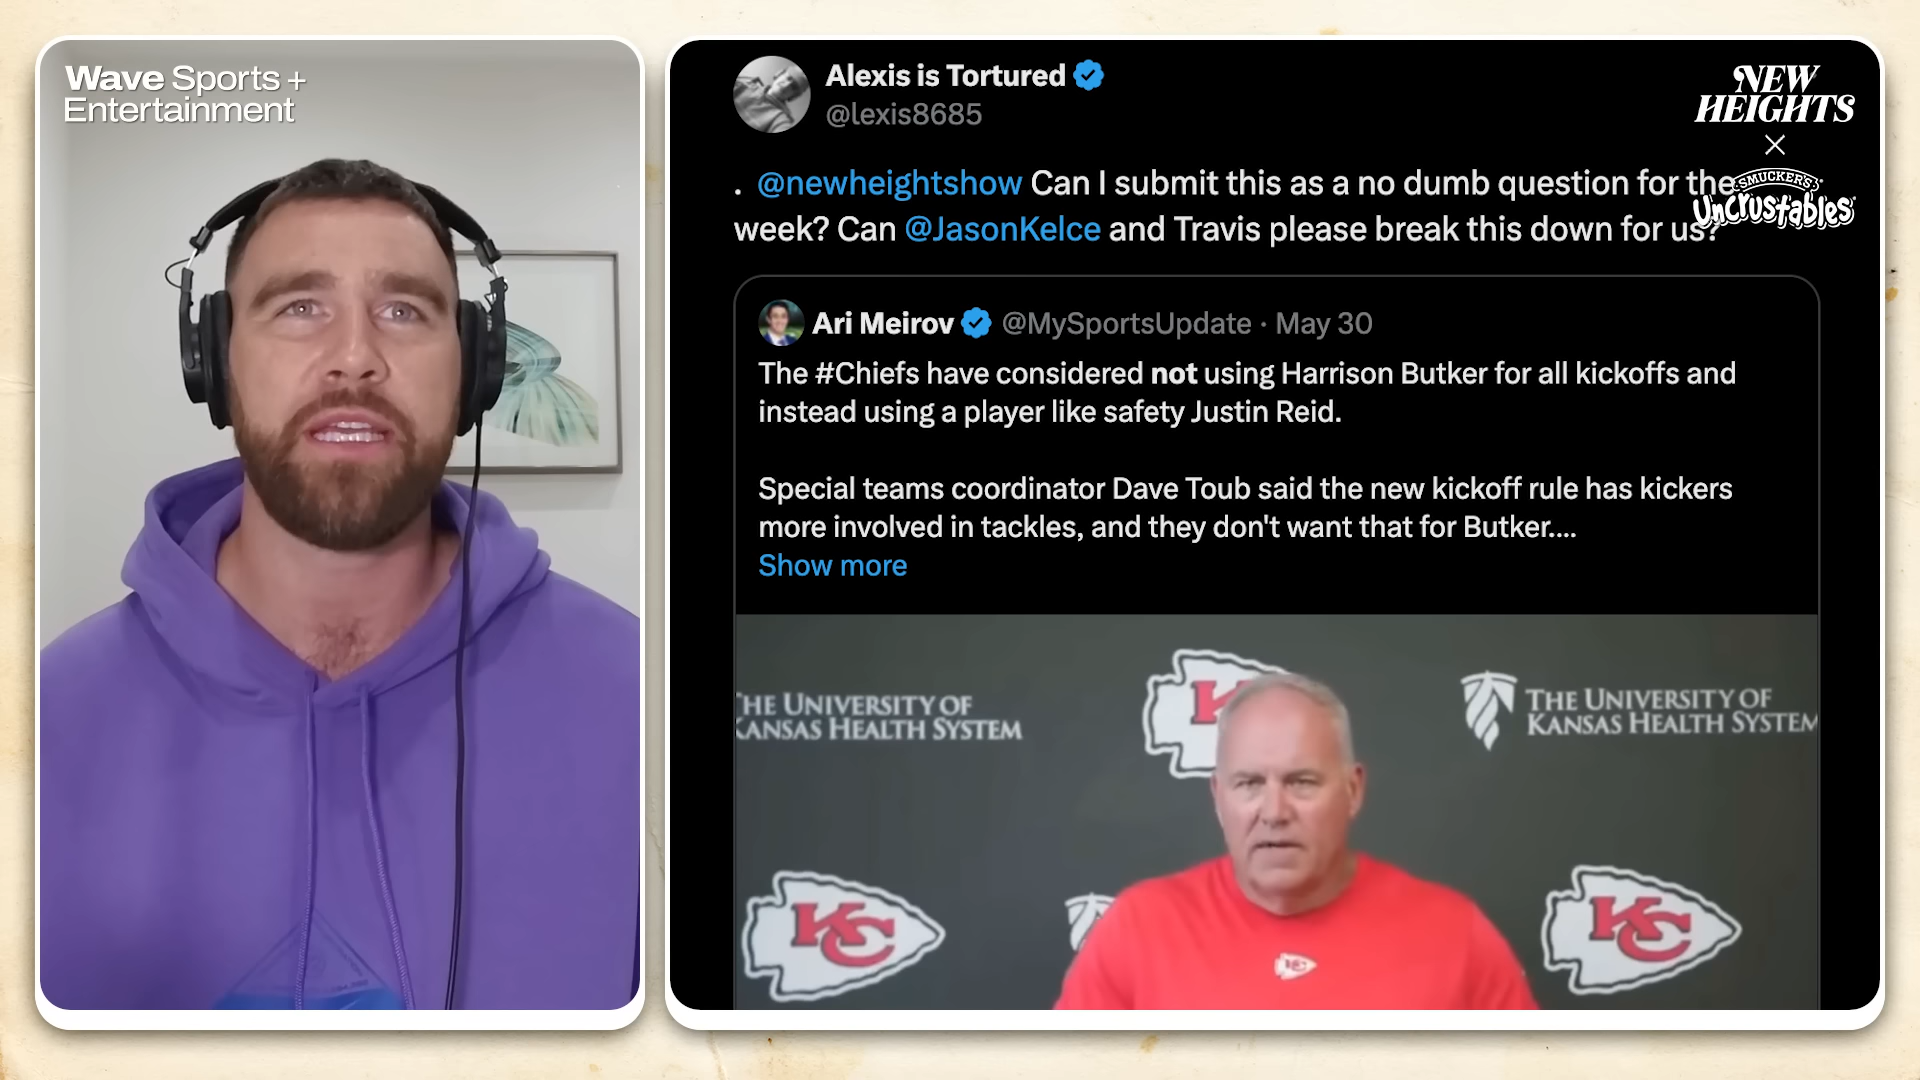 Wave Sports +
Entertainment
Alexis is Tortured
@lexis8685
. @newheightshow Can I submit this as a no dumb question for the
week? Can @JasonKelce and Travis please break this down for us?
NEW
HEIGHTS
×
SMUCKER'S
Uncrustables
Ari Meirov @MySportsUpdate · May 30
The #Chiefs have considered not using Harrison Butker for all kickoffs and
instead using a player like safety Justin Reid.
Special teams coordinator Dave Toub said the new kickoff rule has kickers
more involved in tackles, and they don't want that for Butker....
Show more
THE UNIVERSITY OF
KANSAS HEALTH SYSTEM
THE UNIVERSITY OF
KANSAS HEALTH SYSTEM
KC
KC
KC